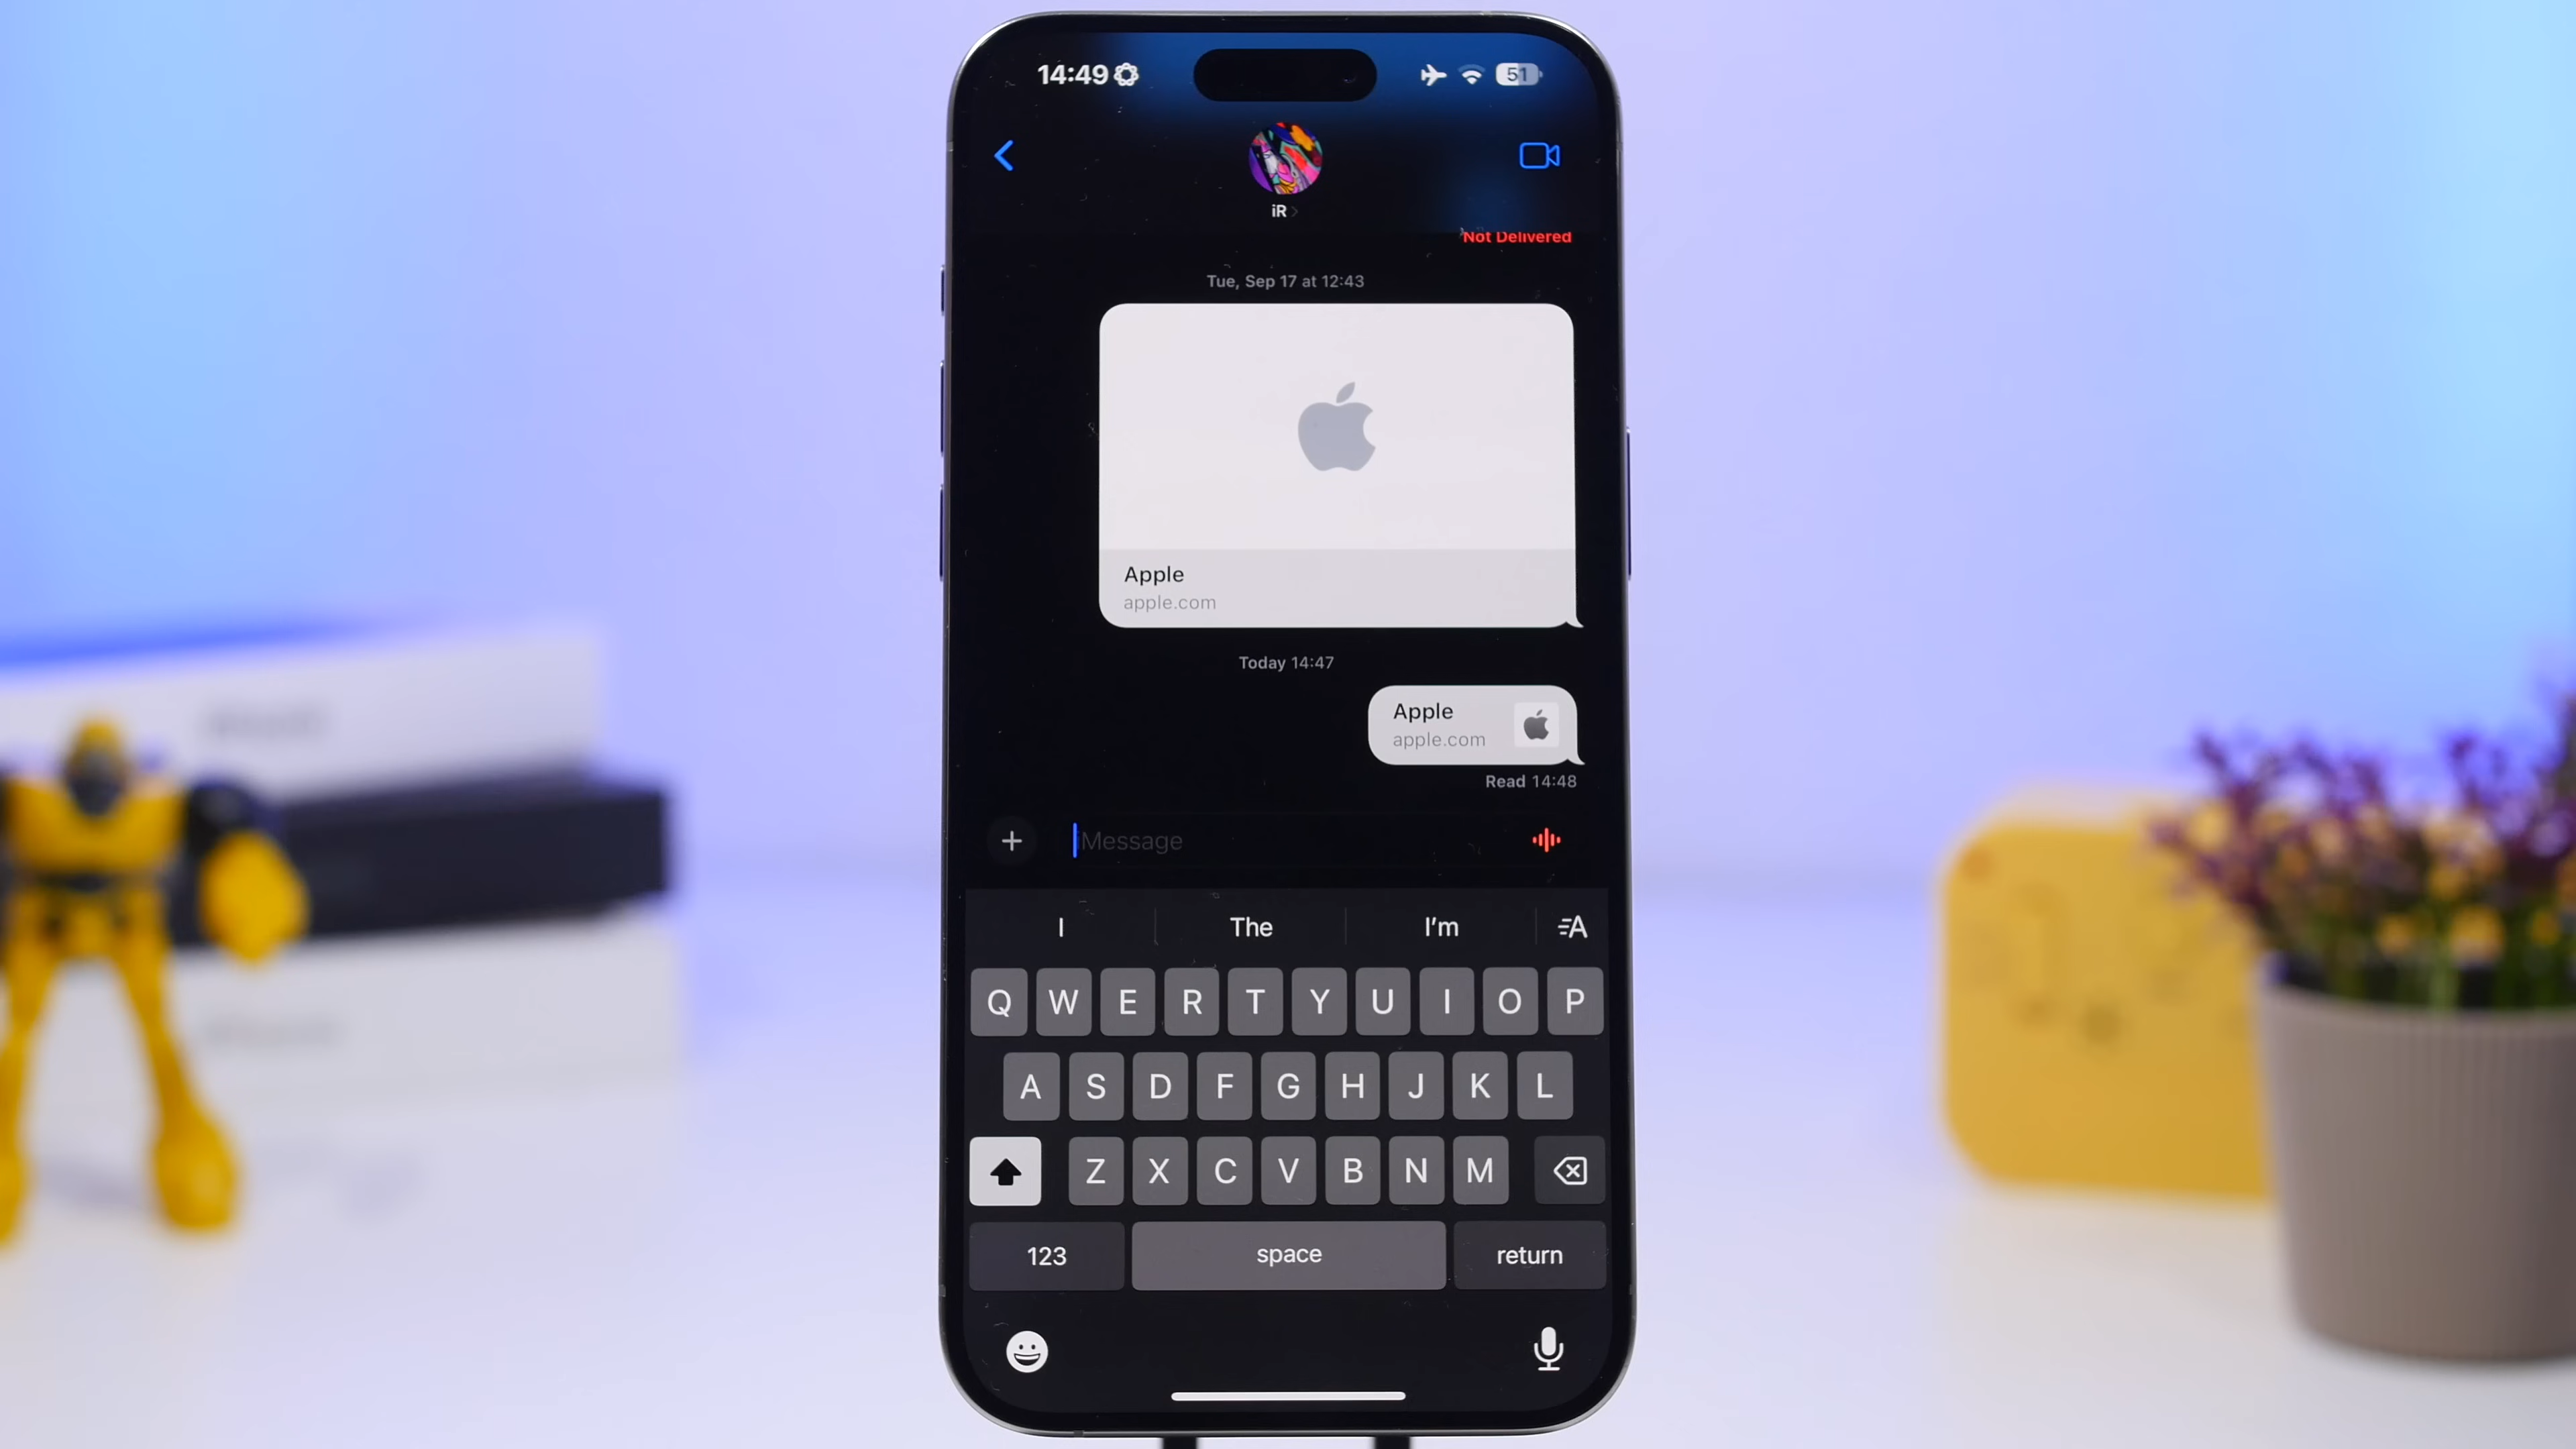 14:49
51
iR
Not Delivered
Tue, Sep 17 at 12:43
Apple
apple.com
Today 14:47
Apple
apple.com
Read 14:48
Message
I The I'm
Q W E R T Y U I O P
A S D F G H J K L
Z X C V B N M
123 space return